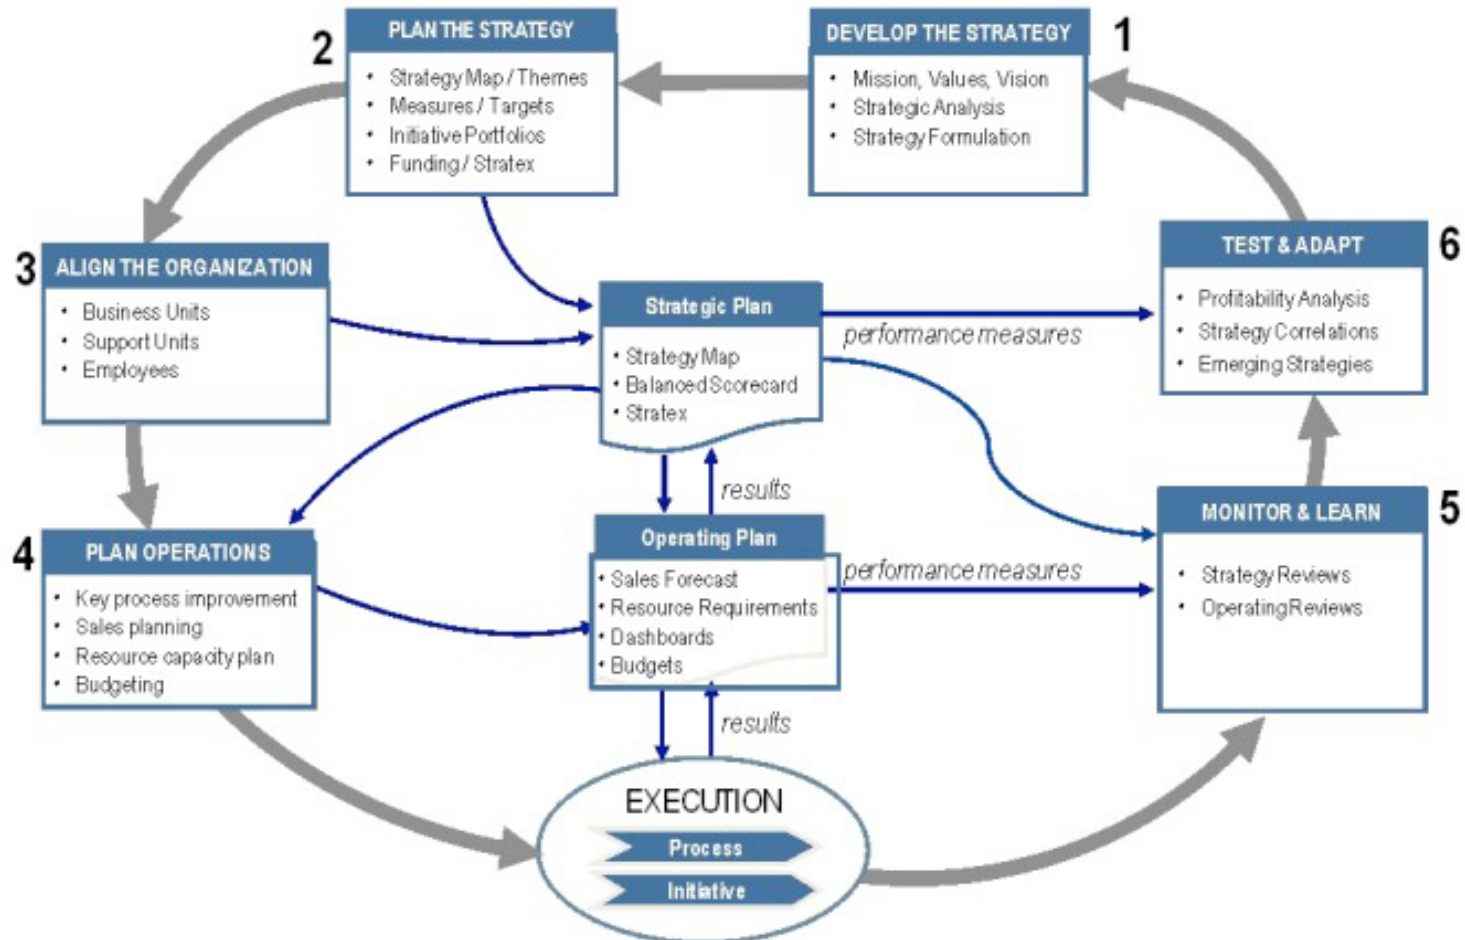 1
DEVELOP THE STRATEGY
• Mission, Values, Vision
• Strategic Analysis
• Strategy Formulation
2
PLAN THE STRATEGY
• Strategy Map / Themes
• Measures / Targets
• Initiative Portfolios
• Funding / Stratex
3
ALIGN THE ORGANIZATION
• Business Units
• Support Units
• Employees
4
PLAN OPERATIONS
• Key process improvement
• Sales planning
• Resource capacity plan
• Budgeting
Strategic Plan
• Strategy Map
• Balanced Scorecard
• Stratex
performance measures
results
Operating Plan
• Sales Forecast
• Resource Requirements
• Dashboards
• Budgets
performance measures
results
EXECUTION
Process
Initiative
5
MONITOR & LEARN
• Strategy Reviews
• Operating Reviews
6
TEST & ADAPT
• Profitability Analysis
• Strategy Correlations
• Emerging Strategies